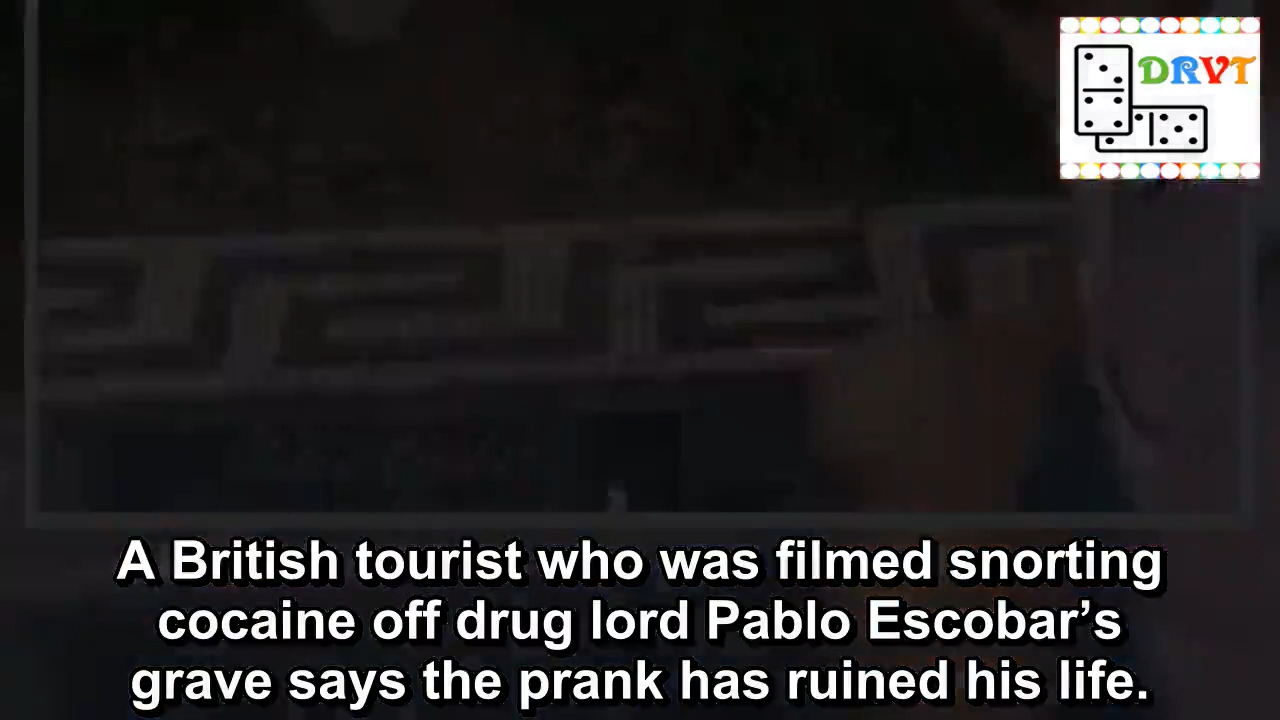 DRVT
A British tourist who was filmed snorting
cocaine off drug lord Pablo Escobar’s
grave says the prank has ruined his life.